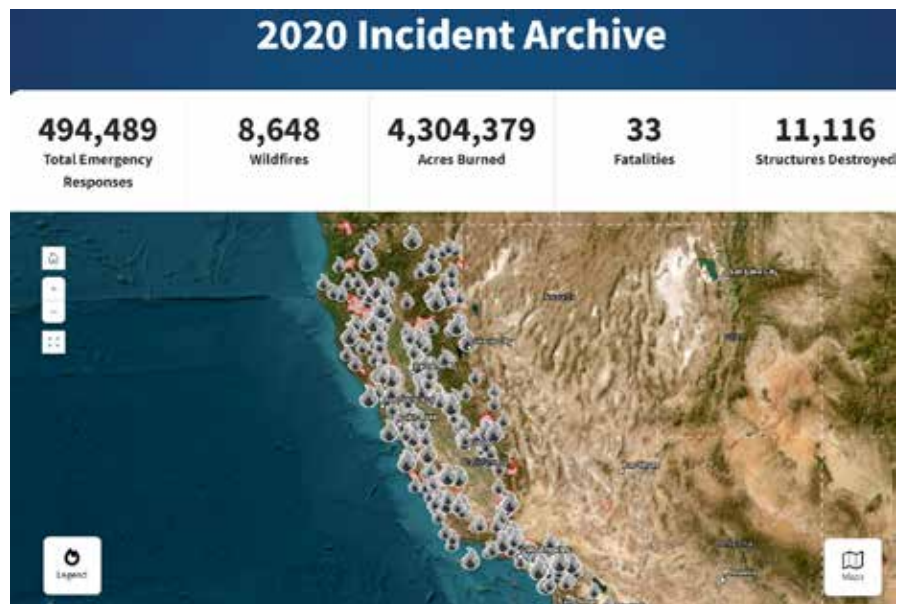 2020 Incident Archive
494,489
Total Emergency
Responses
8,648
Wildfires
4,304,379
Acres Burned
33
Fatalities
11,116
Structures Destroyed
Legend
Maps